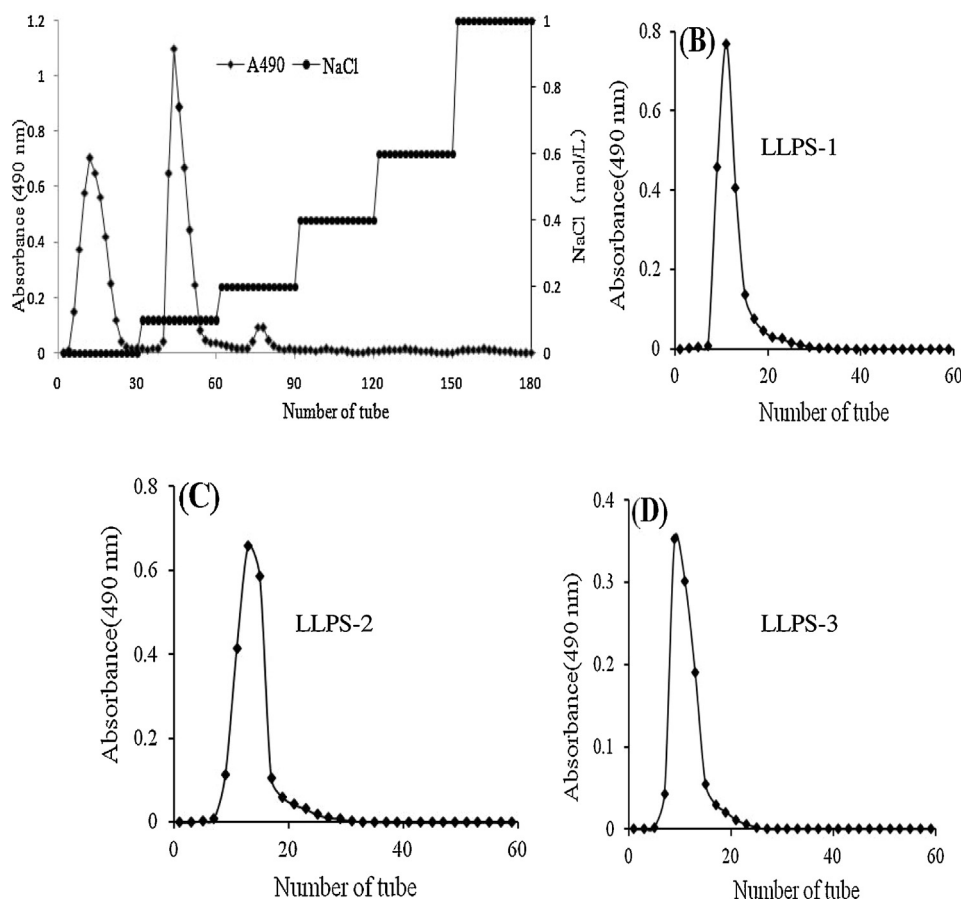 1.2
1
0.8
0.6
0.4
0.2
0
Absorbance (490 nm)
A490
NaCl
1
0.8
0.6
0.4
0.2
0
NaCl (mol/L)
0 30 60 90 120 150 180
Number of tube
(B)
LLPS-1
0.8
0.6
0.4
0.2
0
Absorbance(490 nm)
0 20 40 60
Number of tube
(C)
LLPS-2
0.8
0.6
0.4
0.2
0
Absorbance(490 nm)
0 20 40 60
Number of tube
(D)
LLPS-3
0.4
0.3
0.2
0.1
0
Absorbance(490 nm)
0 20 40 60
Number of tube